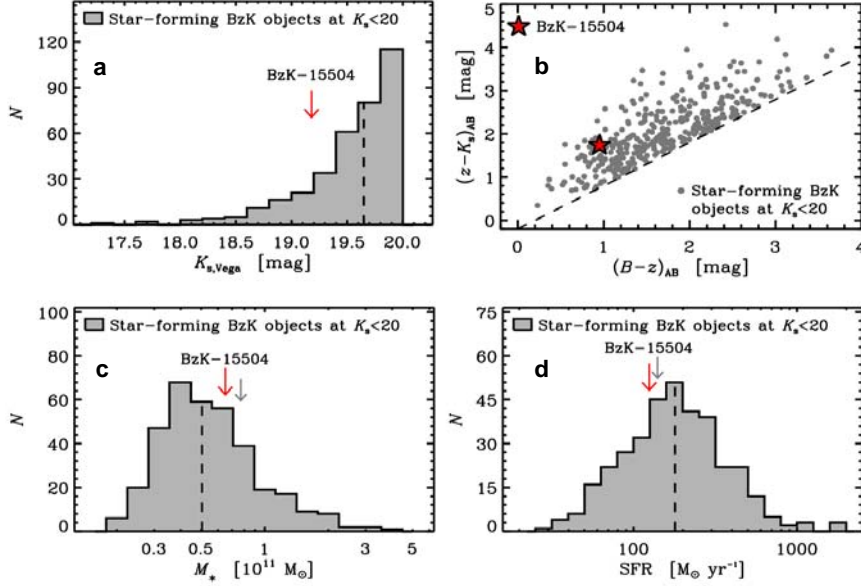 a
Star-forming BzK objects at Ks<20
BzK-15504
120
90
60
30
0
N
17.5 18.0 18.5 19.0 19.5 20.0
Ks,Vega [mag]
b
BzK-15504
5
4
3
2
1
0
(z-Ks)AB [mag]
Star-forming BzK
objects at Ks<20
0 1 2 3 4
(B-z)AB [mag]
c
Star-forming BzK objects at Ks<20
BzK-15504
100
80
60
40
20
0
N
0.3 0.5 1 3 5
M* [10¹¹ M⊙]
d
Star-forming BzK objects at Ks<20
BzK-15504
75
60
45
30
15
0
N
100 1000
SFR [M⊙ yr⁻¹]